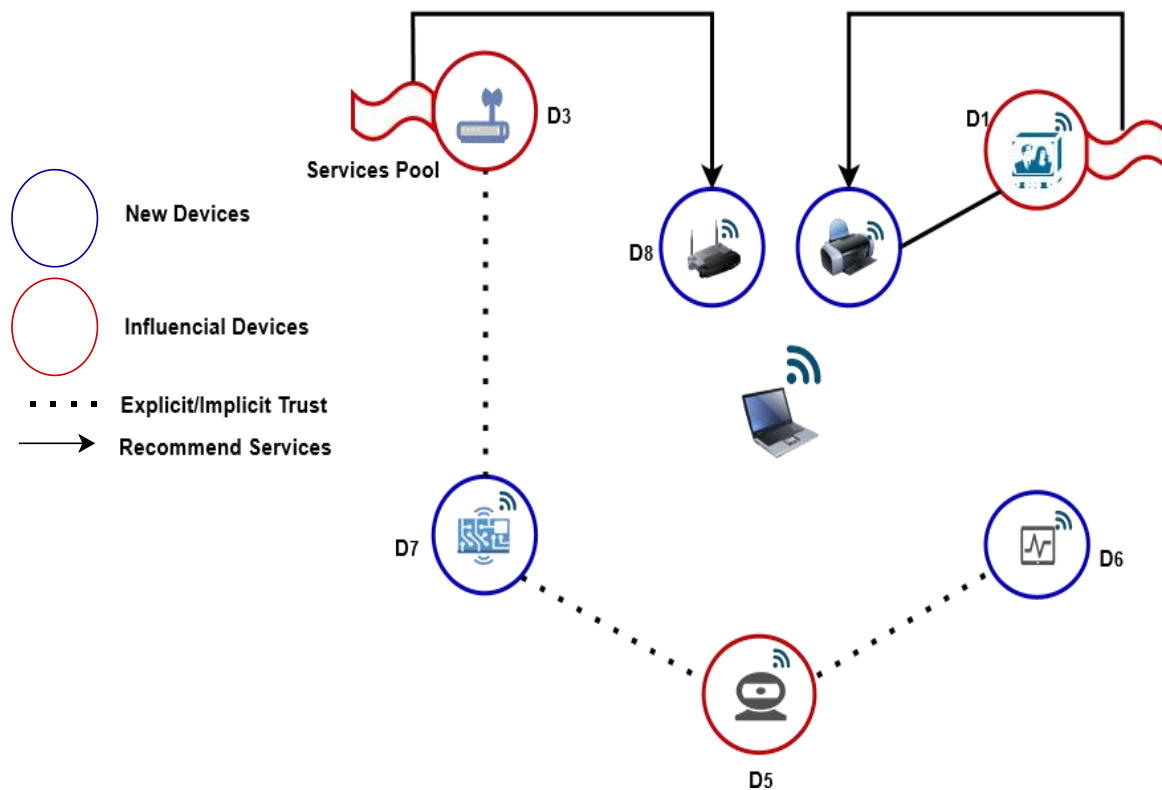 D3
D1
Services Pool
New Devices
D8
Influencial Devices
Explicit/Implicit Trust
Recommend Services
D7
D6
D5